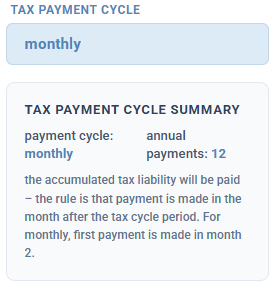 TAX PAYMENT CYCLE
monthly
TAX PAYMENT CYCLE SUMMARY
payment cycle:
monthly
annual
payments: 12
the accumulated tax liability will be paid
– the rule is that payment is made in the
month after the tax cycle period. For
monthly, first payment is made in month
2.